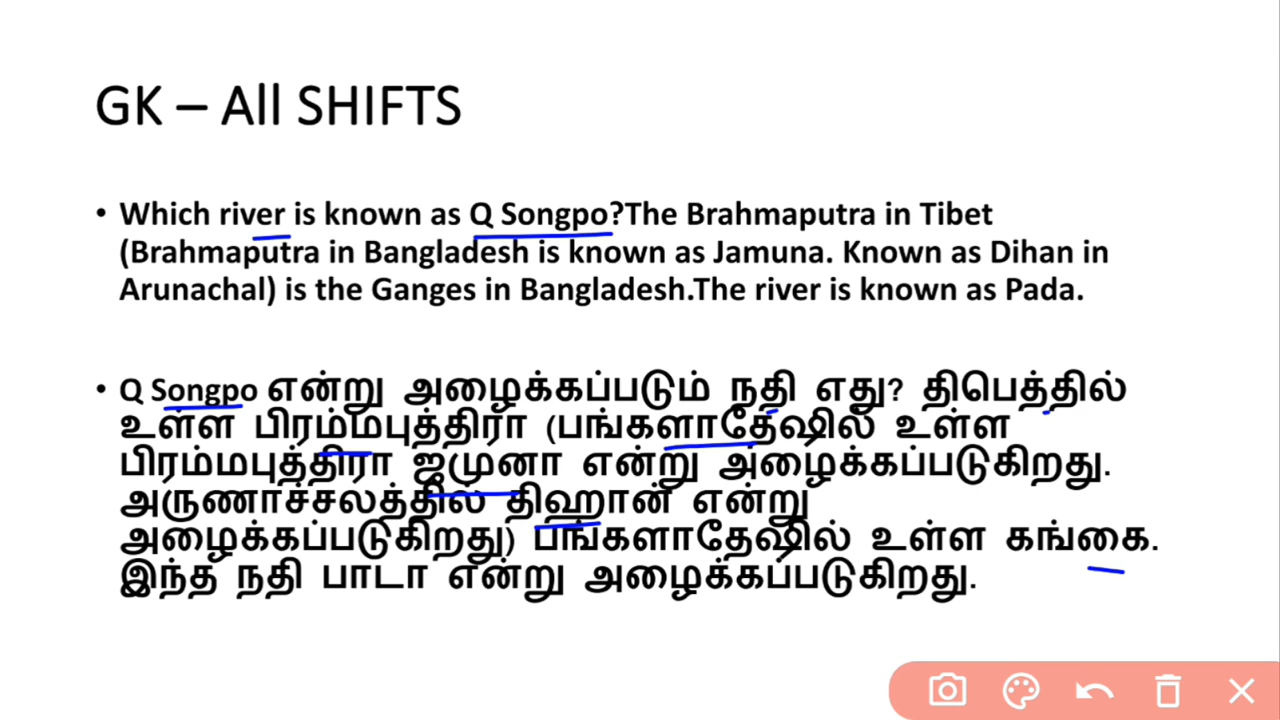 GK – All SHIFTS
• Which river is known as Q Songpo?The Brahmaputra in Tibet
(Brahmaputra in Bangladesh is known as Jamuna. Known as Dihan in
Arunachal) is the Ganges in Bangladesh.The river is known as Pada.
• Q Songpo என்று அழைக்கப்படும் நதி எது? திபெத்தில்
உள்ள பிரம்மபுத்திரா (பங்களாதேஷில் உள்ள
பிரம்மபுத்திரா ஜமுனா என்று அழைக்கப்படுகிறது.
அருணாச்சலத்தில் திஹான் என்று
அழைக்கப்படுகிறது) பங்களாதேஷில் உள்ள கங்கை.
இந்த நதி பாடா என்று அழைக்கப்படுகிறது.